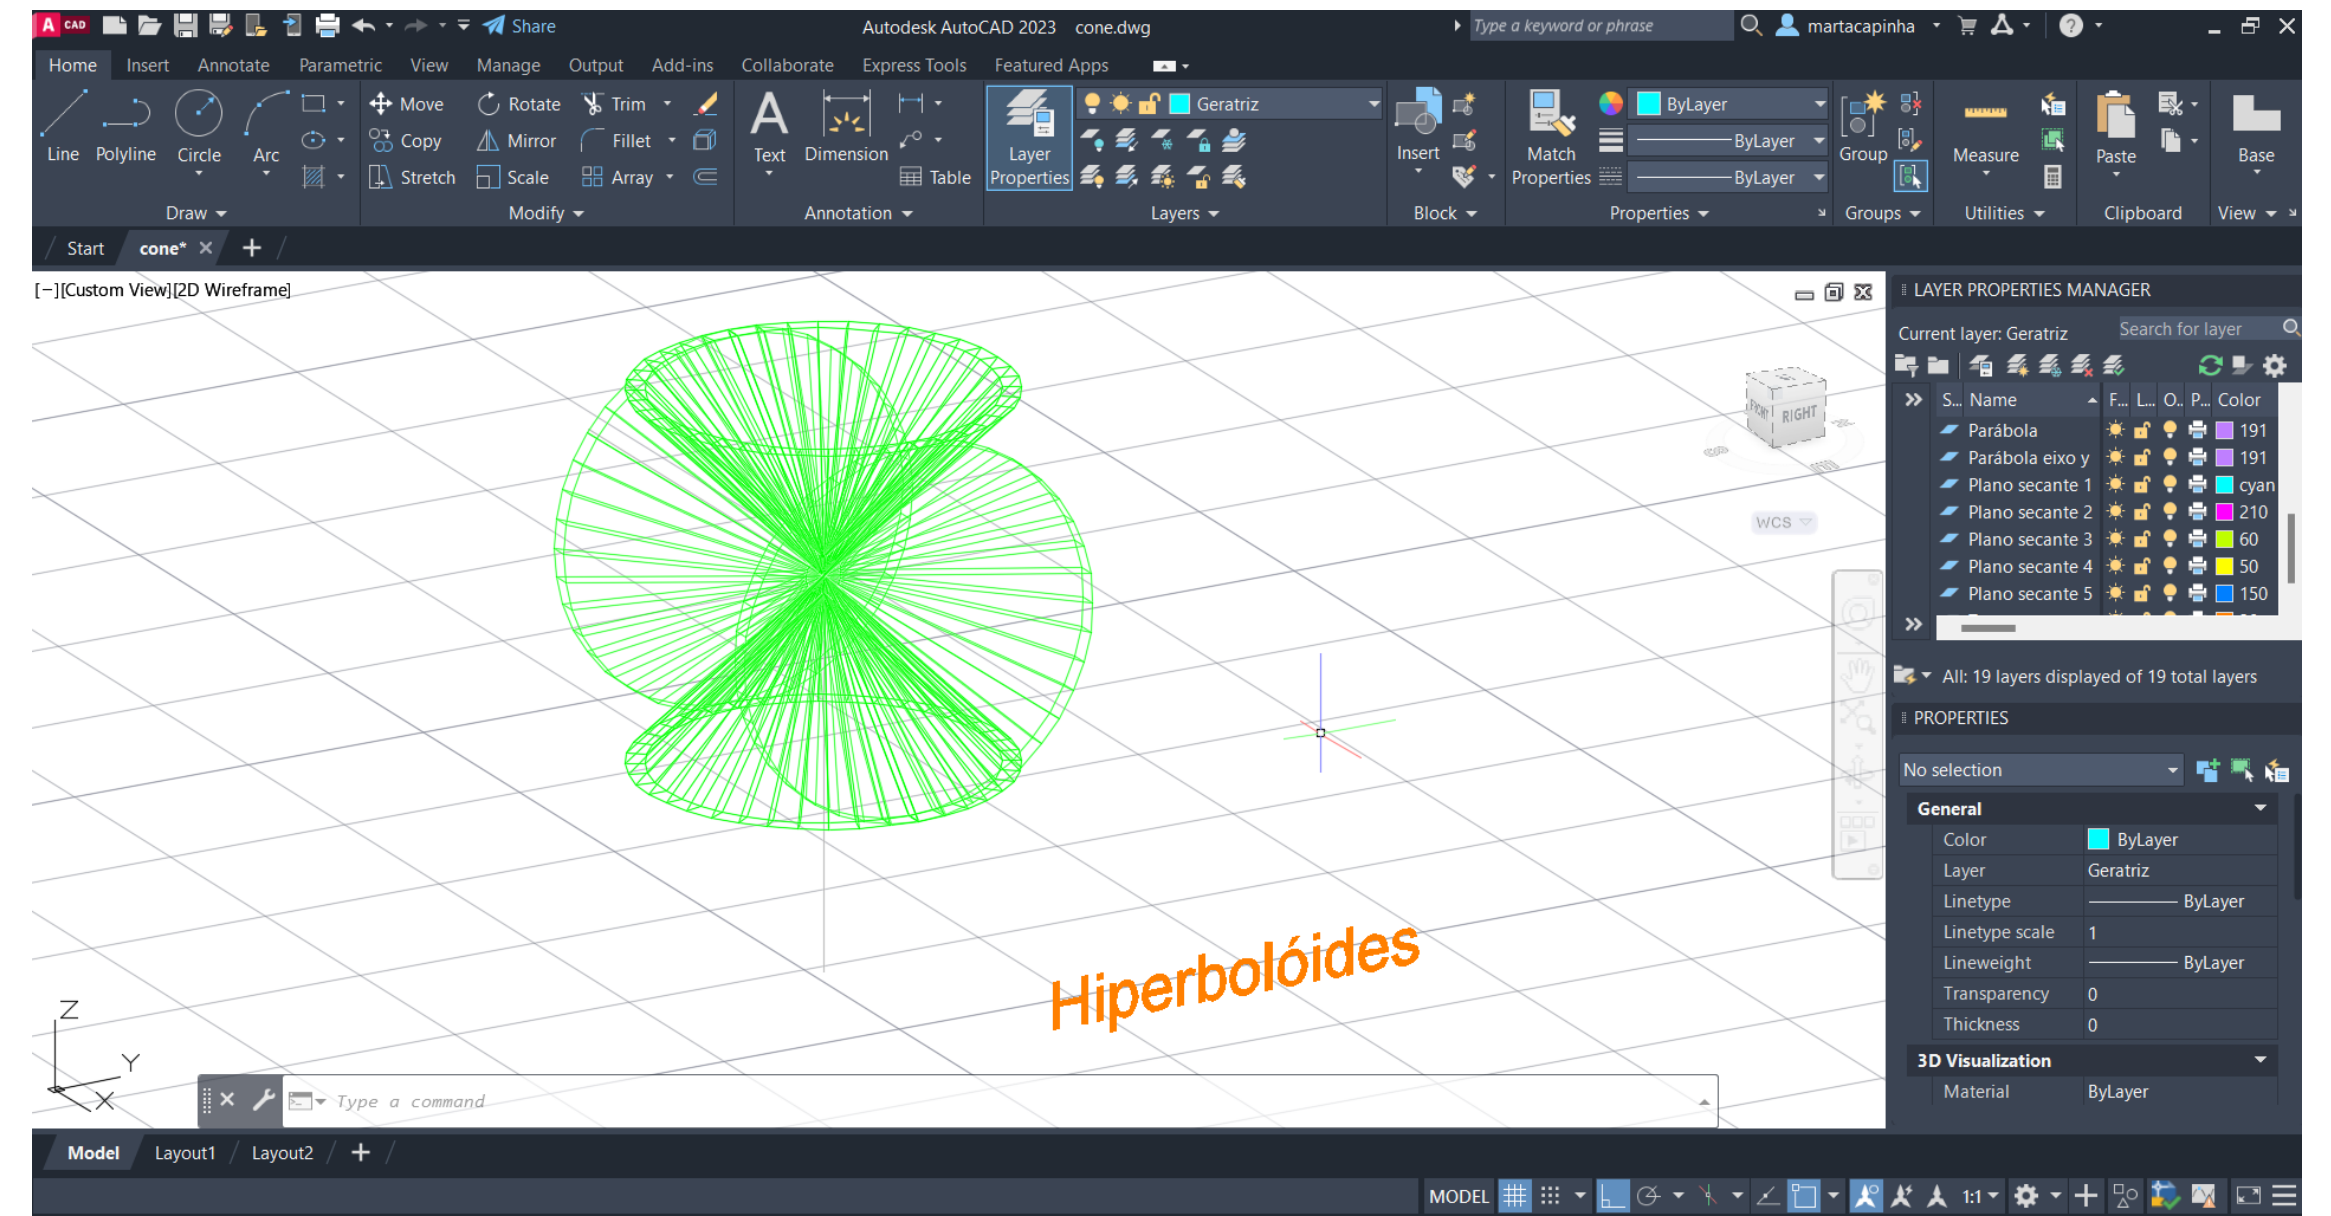 A CAD Share Autodesk AutoCAD 2023 cone.dwg Type a keyword or phrase martacapinha
Home Insert Annotate Parametric View Manage Output Add-ins Collaborate Express Tools Featured Apps
Line Polyline Circle Arc
Move Rotate Trim
Copy Mirror Fillet
Stretch Scale Array
Text Dimension Table
Layer Properties
Geratriz
Insert
Match Properties
ByLayer
ByLayer
ByLayer
Group Measure Paste Base
Draw Modify Annotation Layers Block Properties Groups Utilities Clipboard View
Start cone*
[−][Custom View][2D Wireframe]
FRONT RIGHT
WCS
Hiperbolóides
Z
Y
X
Type a command
LAYER PROPERTIES MANAGER
Current layer: Geratriz Search for layer
S... Name F... L... O.. P... Color
Parábola 191
Parábola eixo y 191
Plano secante 1 cyan
Plano secante 2 210
Plano secante 3 60
Plano secante 4 50
Plano secante 5 150
All: 19 layers displayed of 19 total layers
PROPERTIES
No selection
General
Color ByLayer
Layer Geratriz
Linetype ByLayer
Linetype scale 1
Lineweight ByLayer
Transparency 0
Thickness 0
3D Visualization
Material ByLayer
Model Layout1 Layout2
MODEL 1:1